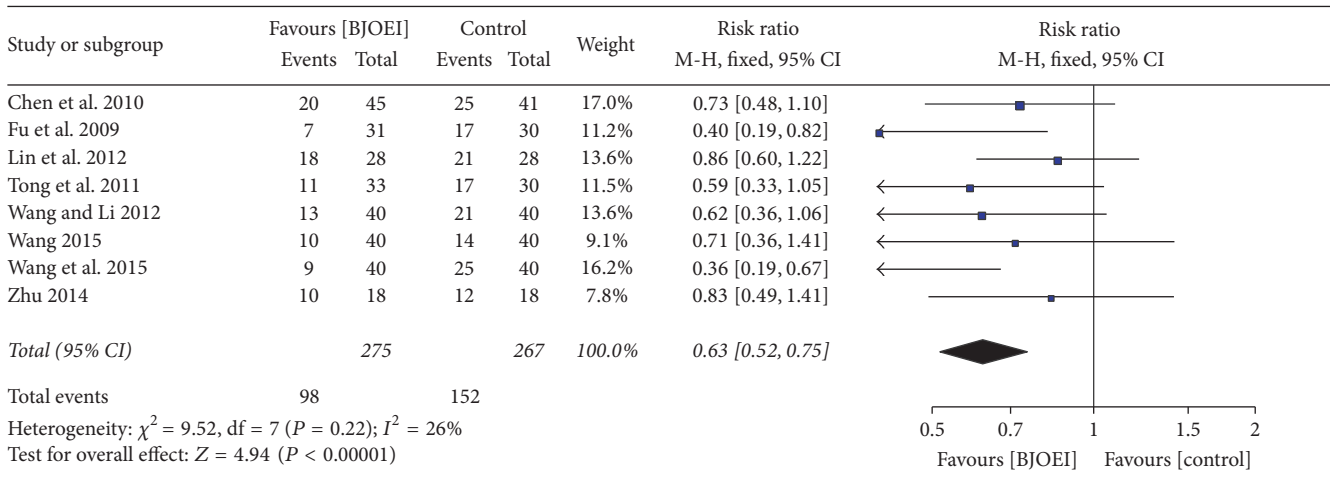 Study or subgroup Favours [BJOEI] Control Weight Risk ratio Risk ratio
Events Total Events Total M-H, fixed, 95% CI M-H, fixed, 95% CI
Chen et al. 2010 20 45 25 41 17.0% 0.73 [0.48, 1.10]
Fu et al. 2009 7 31 17 30 11.2% 0.40 [0.19, 0.82]
Lin et al. 2012 18 28 21 28 13.6% 0.86 [0.60, 1.22]
Tong et al. 2011 11 33 17 30 11.5% 0.59 [0.33, 1.05]
Wang and Li 2012 13 40 21 40 13.6% 0.62 [0.36, 1.06]
Wang 2015 10 40 14 40 9.1% 0.71 [0.36, 1.41]
Wang et al. 2015 9 40 25 40 16.2% 0.36 [0.19, 0.67]
Zhu 2014 10 18 12 18 7.8% 0.83 [0.49, 1.41]
Total (95% CI) 275 267 100.0% 0.63 [0.52, 0.75]
Total events 98 152
Heterogeneity: χ² = 9.52, df = 7 (P = 0.22); I² = 26%
Test for overall effect: Z = 4.94 (P < 0.00001)
0.5 0.7 1 1.5 2
Favours [BJOEI] Favours [control]